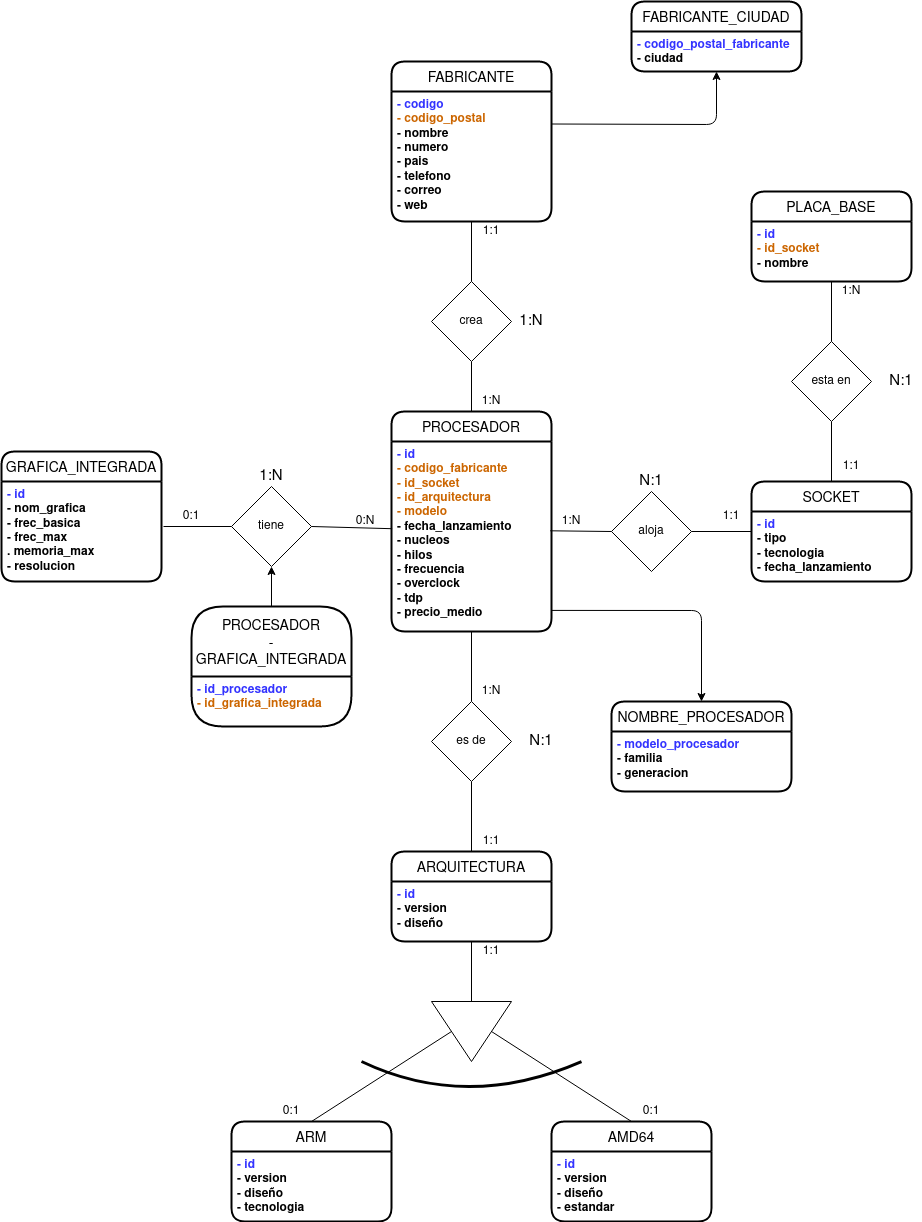 FABRICANTE_CIUDAD
- codigo_postal_fabricante
- ciudad
FABRICANTE
- codigo
- codigo_postal
- nombre
- numero
- pais
- telefono
- correo
- web
1:1
crea
1:N
1:N
PLACA_BASE
- id
- id_socket
- nombre
1:N
esta en
N:1
1:1
SOCKET
- id
- tipo
- tecnologia
- fecha_lanzamiento
PROCESADOR
- id
- codigo_fabricante
- id_socket
- id_arquitectura
- modelo
- fecha_lanzamiento
- nucleos
- hilos
- frecuencia
- overclock
- tdp
- precio_medio
N:1
1:N
aloja
1:1
GRAFICA_INTEGRADA
- id
- nom_grafica
- frec_basica
- frec_max
. memoria_max
- resolucion
1:N
0:1
tiene
0:N
PROCESADOR
-
GRAFICA_INTEGRADA
- id_procesador
- id_grafica_integrada
NOMBRE_PROCESADOR
- modelo_procesador
- familia
- generacion
1:N
es de
N:1
1:1
ARQUITECTURA
- id
- version
- diseño
1:1
0:1
0:1
ARM
- id
- version
- diseño
- tecnologia
AMD64
- id
- version
- diseño
- estandar